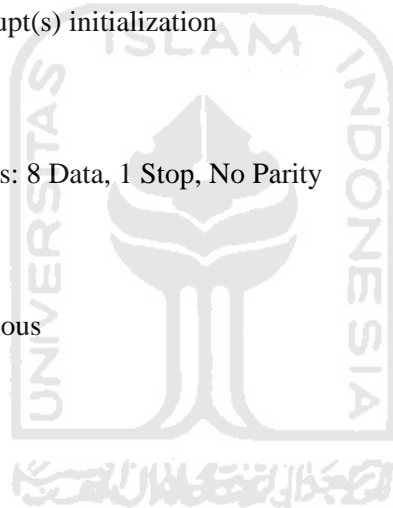 upt(s) initialization
ISLAM
UNIVERSITAS
INDONESIA
s: 8 Data, 1 Stop, No Parity
ous